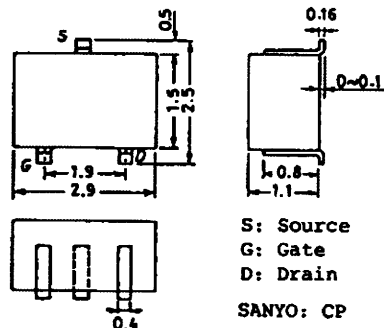 S
0.5
1.5
2.5
G
D
1.9
2.9
0.4
0.16
0~0.1
0.8
1.1
S: Source
G: Gate
D: Drain
SANYO: CP